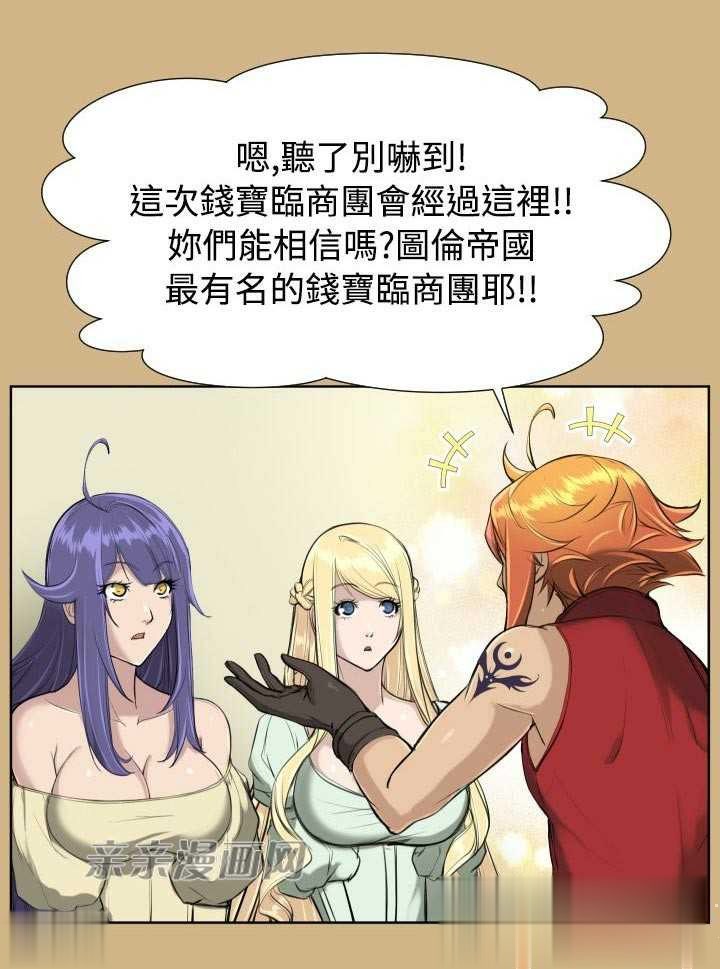 嗯,聽了別嚇到!
這次錢寶臨商團會經過這裡!!
妳們能相信嗎?圖倫帝國
最有名的錢寶臨商團耶!!
亲亲漫画网